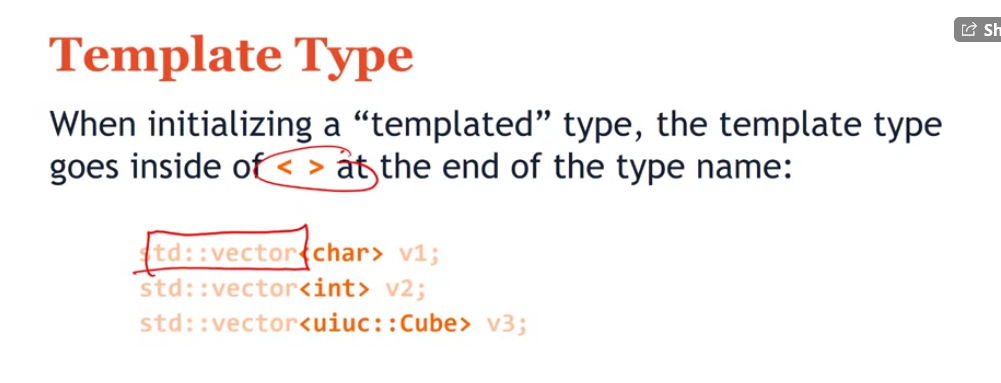 Sh
Template Type
When initializing a “templated” type, the template type
goes inside of < > at the end of the type name:
std::vector<char> v1;
std::vector<int> v2;
std::vector<uiuc::Cube> v3;